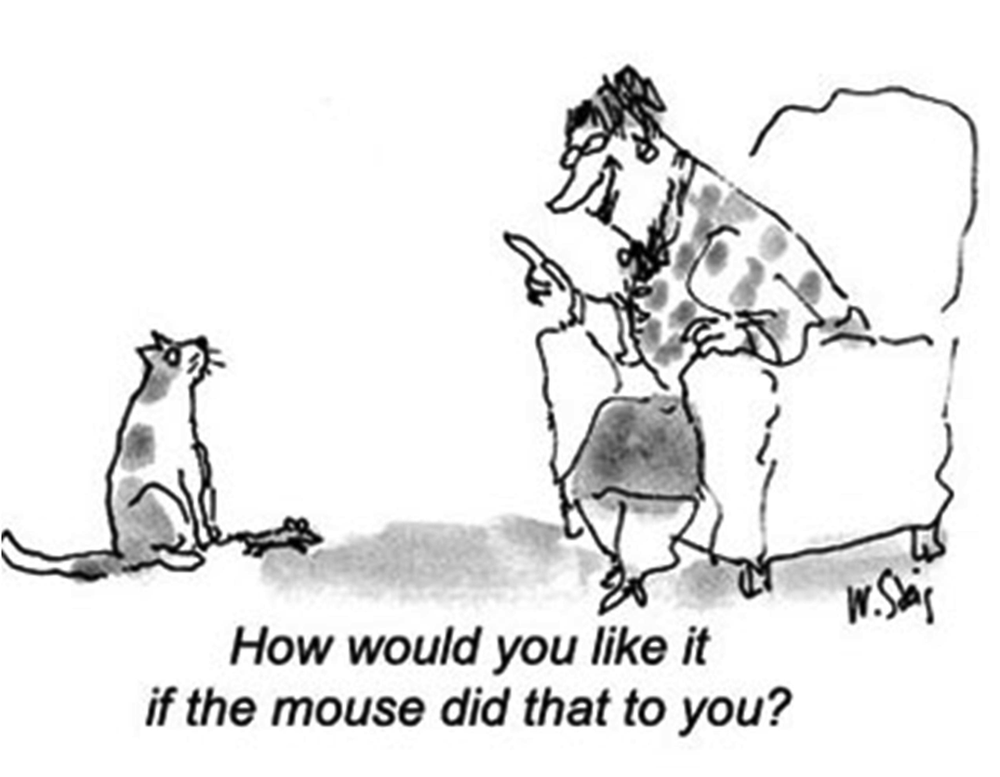 W. Steig
How would you like it
if the mouse did that to you?